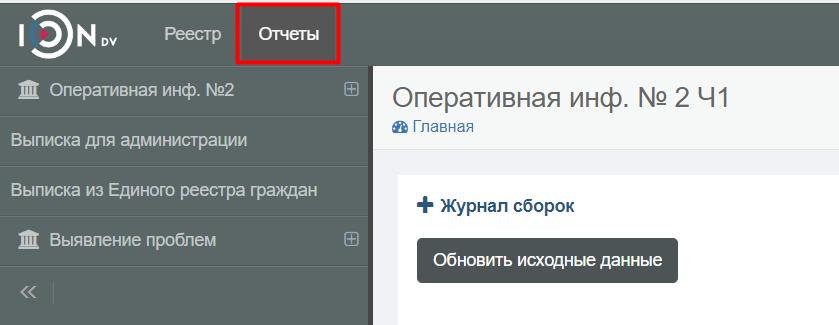 ION DV
Реестр
Отчеты
Оперативная инф. №2
Выписка для администрации
Выписка из Единого реестра граждан
Выявление проблем
Оперативная инф. № 2 Ч1
Главная
Журнал сборок
Обновить исходные данные